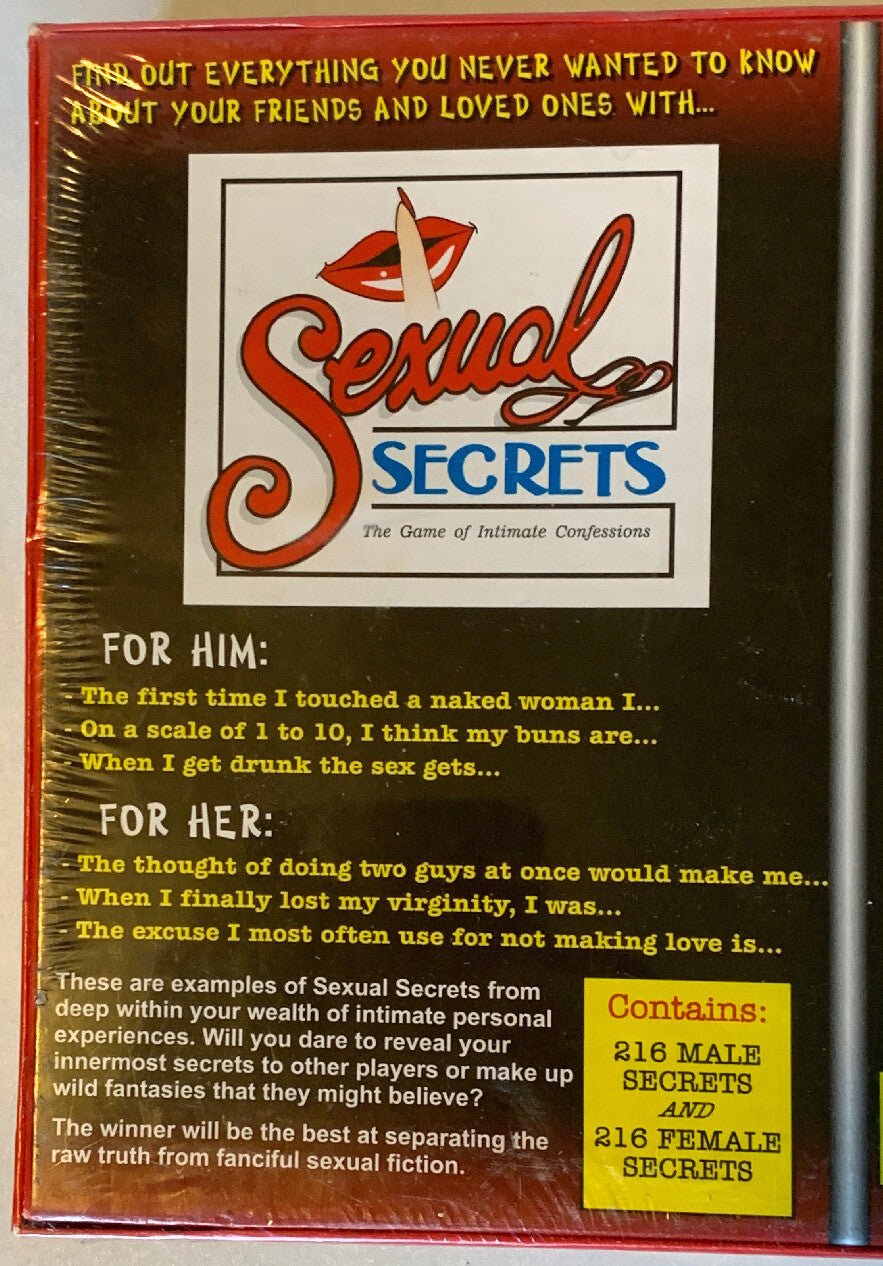 FIND OUT EVERYTHING YOU NEVER WANTED TO KNOW
ABOUT YOUR FRIENDS AND LOVED ONES WITH...
Sexual
SECRETS
The Game of Intimate Confessions
FOR HIM:
- The first time I touched a naked woman I...
- On a scale of 1 to 10, I think my buns are...
- When I get drunk the sex gets...
FOR HER:
- The thought of doing two guys at once would make me...
- When I finally lost my virginity, I was...
- The excuse I most often use for not making love is...
These are examples of Sexual Secrets from
deep within your wealth of intimate personal
experiences. Will you dare to reveal your
innermost secrets to other players or make up
wild fantasies that they might believe?
The winner will be the best at separating the
raw truth from fanciful sexual fiction.
Contains:
216 MALE
SECRETS
AND
216 FEMALE
SECRETS